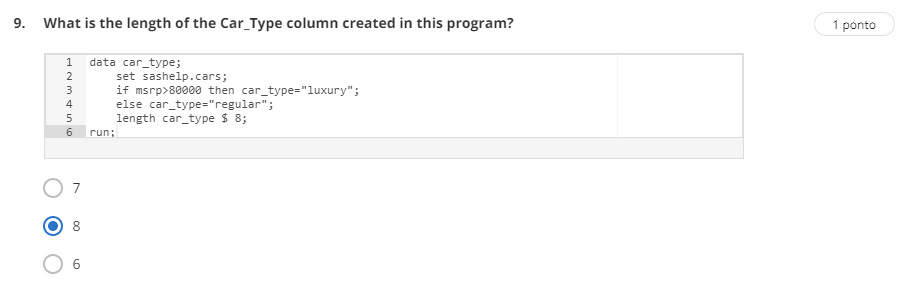 9. What is the length of the Car_Type column created in this program?
1 ponto
1 data car_type;
2 set sashelp.cars;
3 if msrp>80000 then car_type="luxury";
4 else car_type="regular";
5 length car_type $ 8;
6 run;
7
8
6